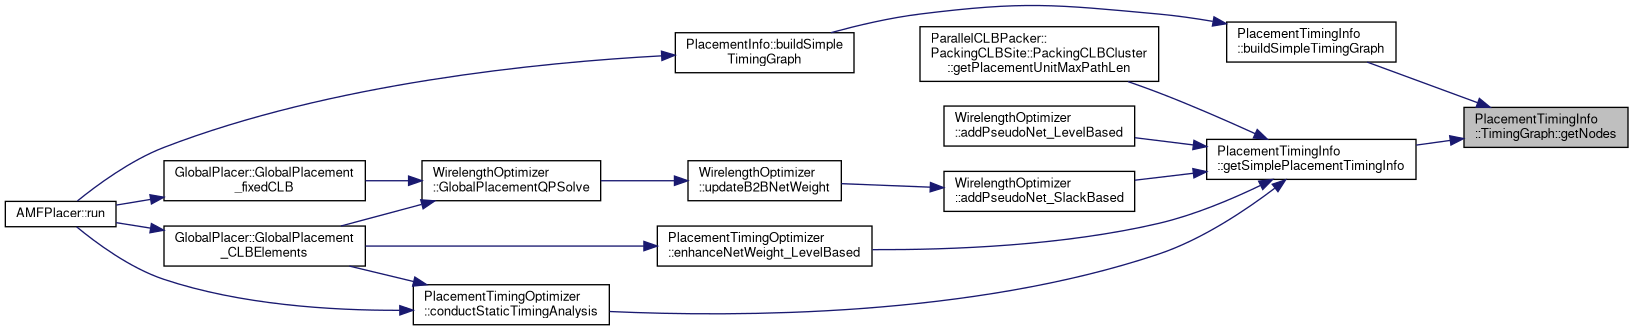 PlacementTimingInfo
::buildSimpleTimingGraph
ParallelCLBPacker::
PackingCLBSite::PackingCLBCluster
::getPlacementUnitMaxPathLen
PlacementInfo::buildSimple
TimingGraph
WirelengthOptimizer
::addPseudoNet_LevelBased
PlacementTimingInfo
::TimingGraph::getNodes
PlacementTimingInfo
::getSimplePlacementTimingInfo
GlobalPlacer::GlobalPlacement
_fixedCLB
WirelengthOptimizer
::GlobalPlacementQPSolve
WirelengthOptimizer
::updateB2BNetWeight
WirelengthOptimizer
::addPseudoNet_SlackBased
AMFPlacer::run
GlobalPlacer::GlobalPlacement
_CLBElements
PlacementTimingOptimizer
::enhanceNetWeight_LevelBased
PlacementTimingOptimizer
::conductStaticTimingAnalysis